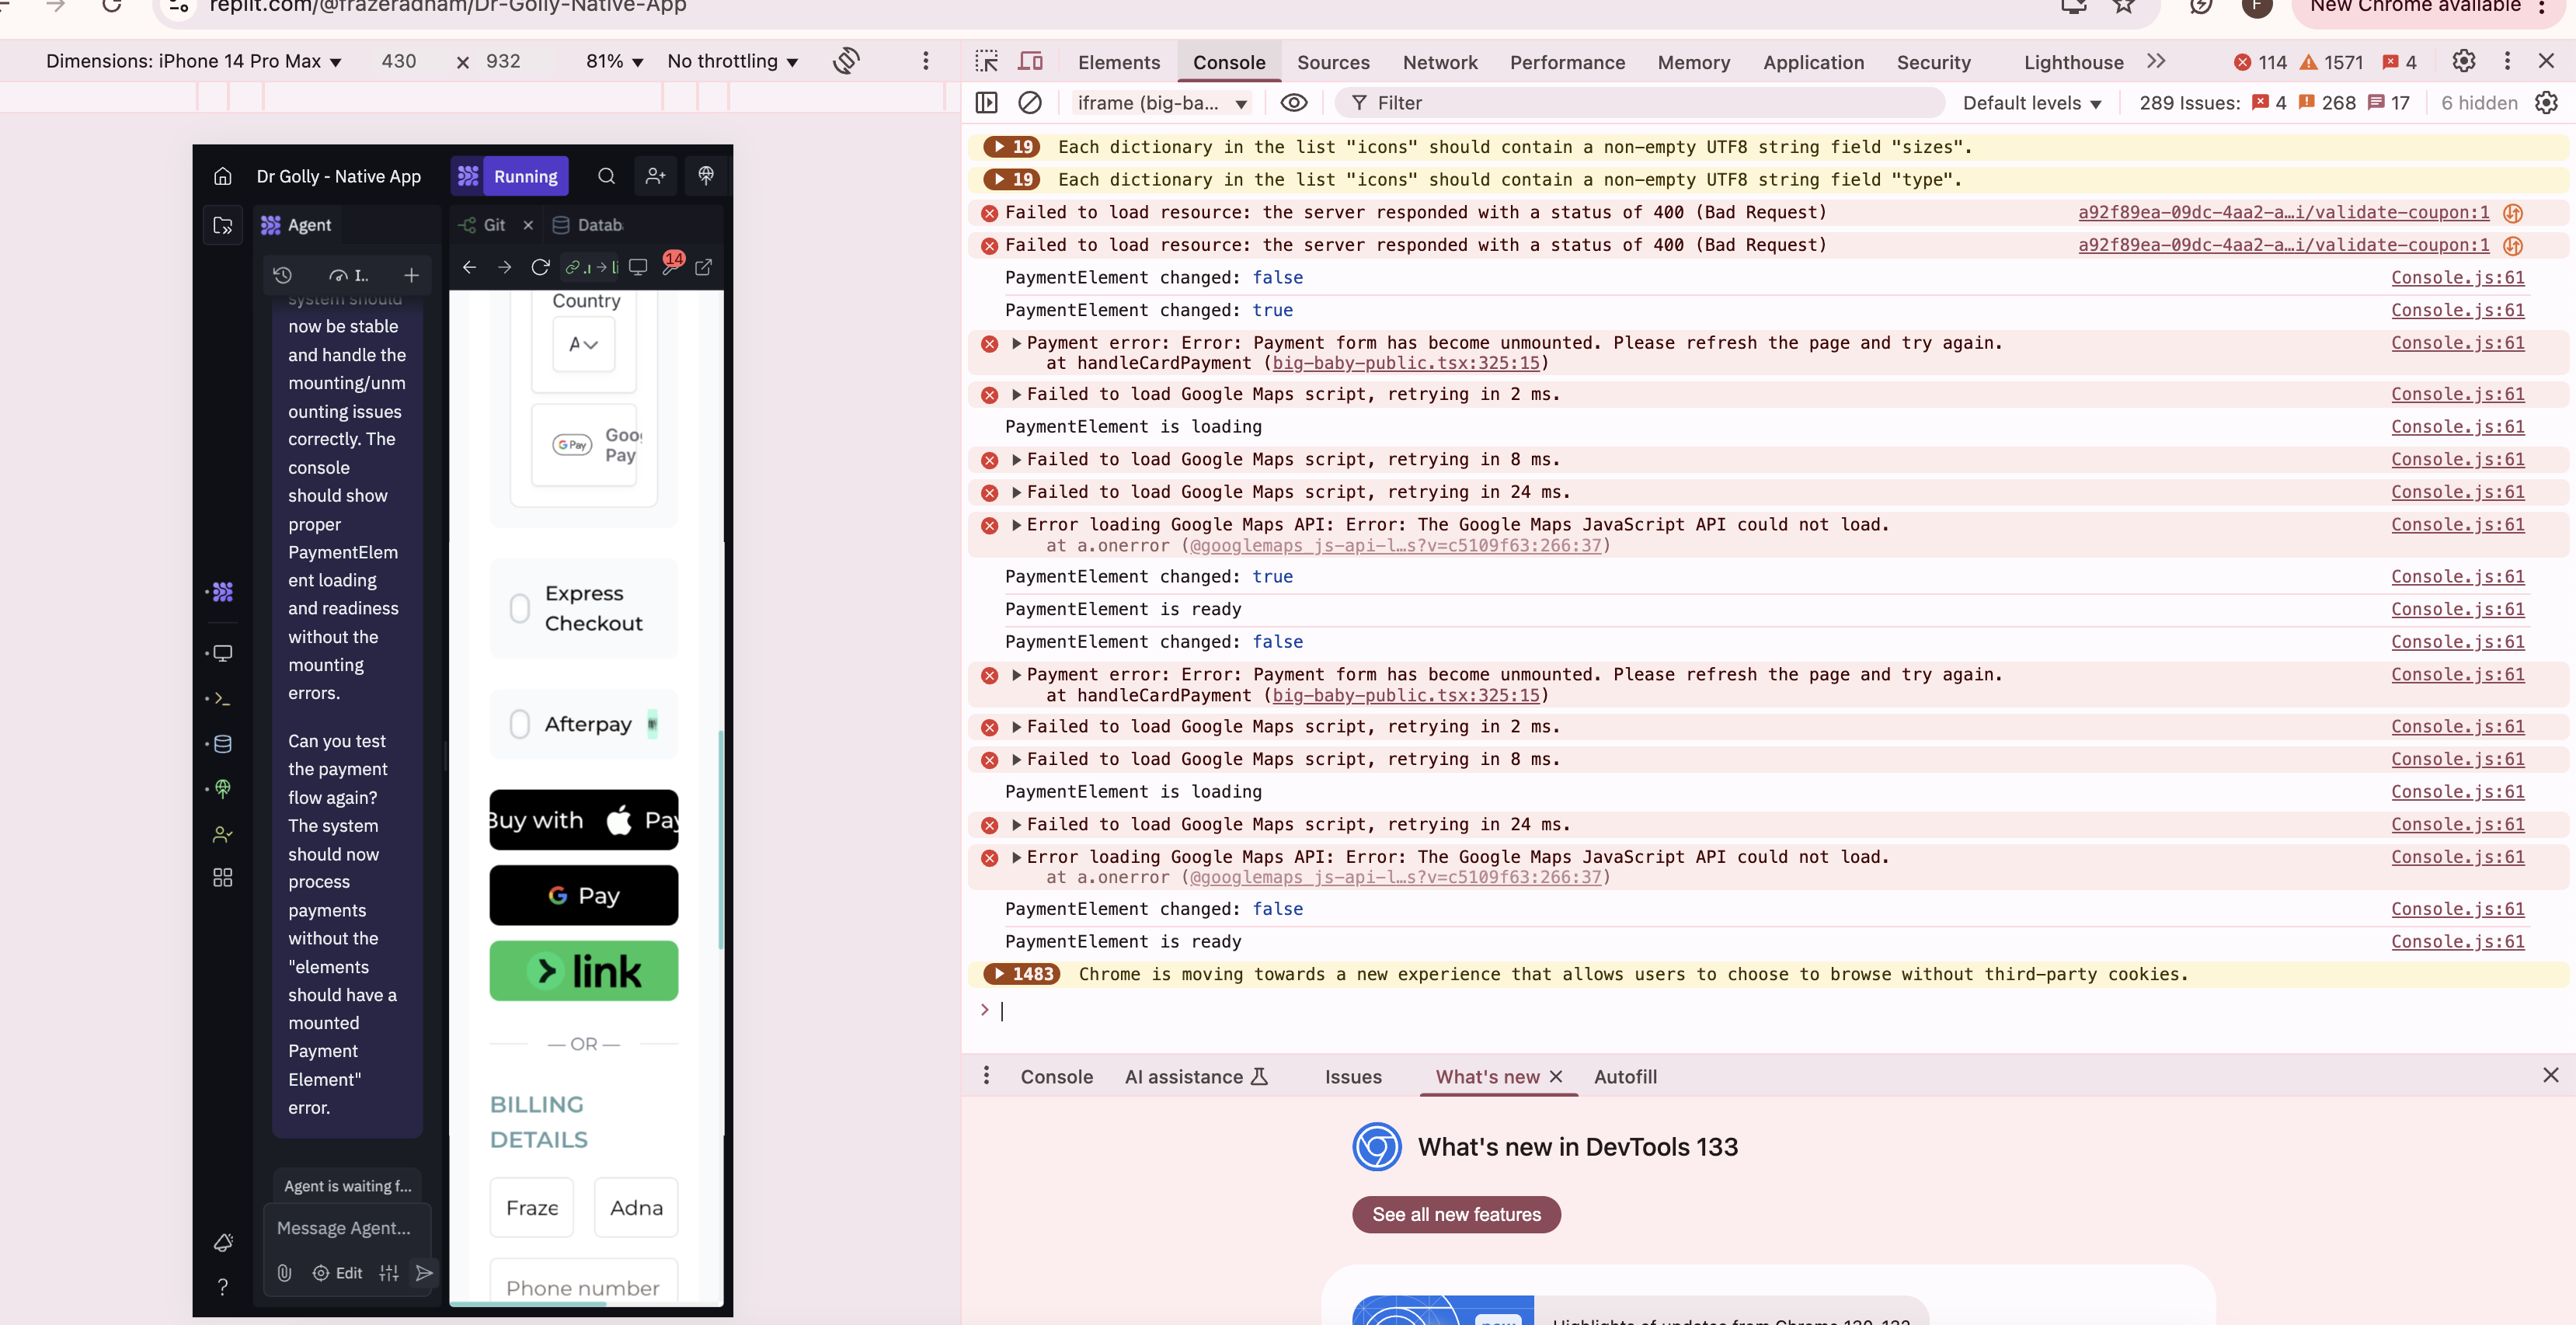 replit.com/@frazeradnam/Dr-Golly-Native-App
F
New Chrome available
Dimensions: iPhone 14 Pro Max
430 × 932
81%
No throttling
Elements
Console
Sources
Network
Performance
Memory
Application
Security
Lighthouse
114
1571
4
iframe (big-ba...
Filter
Default levels
289 Issues:
4
268
17
6 hidden
Dr Golly - Native App
Running
Agent
Git
Datab
I..
14
system should
now be stable
and handle the
mounting/unm
ounting issues
correctly. The
console
should show
proper
PaymentElem
ent loading
and readiness
without the
mounting
errors.
Can you test
the payment
flow again?
The system
should now
process
payments
without the
"elements
should have a
mounted
Payment
Element"
error.
Agent is waiting f...
Message Agent...
Edit
Country
A
G Pay
Goog
Pay
Express
Checkout
Afterpay
Buy with Pay
G Pay
link
— OR —
BILLING
DETAILS
Fraze
Adna
Phone number
19 Each dictionary in the list "icons" should contain a non-empty UTF8 string field "sizes".
19 Each dictionary in the list "icons" should contain a non-empty UTF8 string field "type".
Failed to load resource: the server responded with a status of 400 (Bad Request) a92f89ea-09dc-4aa2-a…i/validate-coupon:1
Failed to load resource: the server responded with a status of 400 (Bad Request) a92f89ea-09dc-4aa2-a…i/validate-coupon:1
PaymentElement changed: false Console.js:61
PaymentElement changed: true Console.js:61
Payment error: Error: Payment form has become unmounted. Please refresh the page and try again. Console.js:61
at handleCardPayment (big-baby-public.tsx:325:15)
Failed to load Google Maps script, retrying in 2 ms. Console.js:61
PaymentElement is loading Console.js:61
Failed to load Google Maps script, retrying in 8 ms. Console.js:61
Failed to load Google Maps script, retrying in 24 ms. Console.js:61
Error loading Google Maps API: Error: The Google Maps JavaScript API could not load. Console.js:61
at a.onerror (@googlemaps_js-api-l…s?v=c5109f63:266:37)
PaymentElement changed: true Console.js:61
PaymentElement is ready Console.js:61
PaymentElement changed: false Console.js:61
Payment error: Error: Payment form has become unmounted. Please refresh the page and try again. Console.js:61
at handleCardPayment (big-baby-public.tsx:325:15)
Failed to load Google Maps script, retrying in 2 ms. Console.js:61
Failed to load Google Maps script, retrying in 8 ms. Console.js:61
PaymentElement is loading Console.js:61
Failed to load Google Maps script, retrying in 24 ms. Console.js:61
Error loading Google Maps API: Error: The Google Maps JavaScript API could not load. Console.js:61
at a.onerror (@googlemaps_js-api-l…s?v=c5109f63:266:37)
PaymentElement changed: false Console.js:61
PaymentElement is ready Console.js:61
1483 Chrome is moving towards a new experience that allows users to choose to browse without third-party cookies.
Console
AI assistance
Issues
What's new
Autofill
What's new in DevTools 133
See all new features
new
Highlights of updates from Chrome 130-132